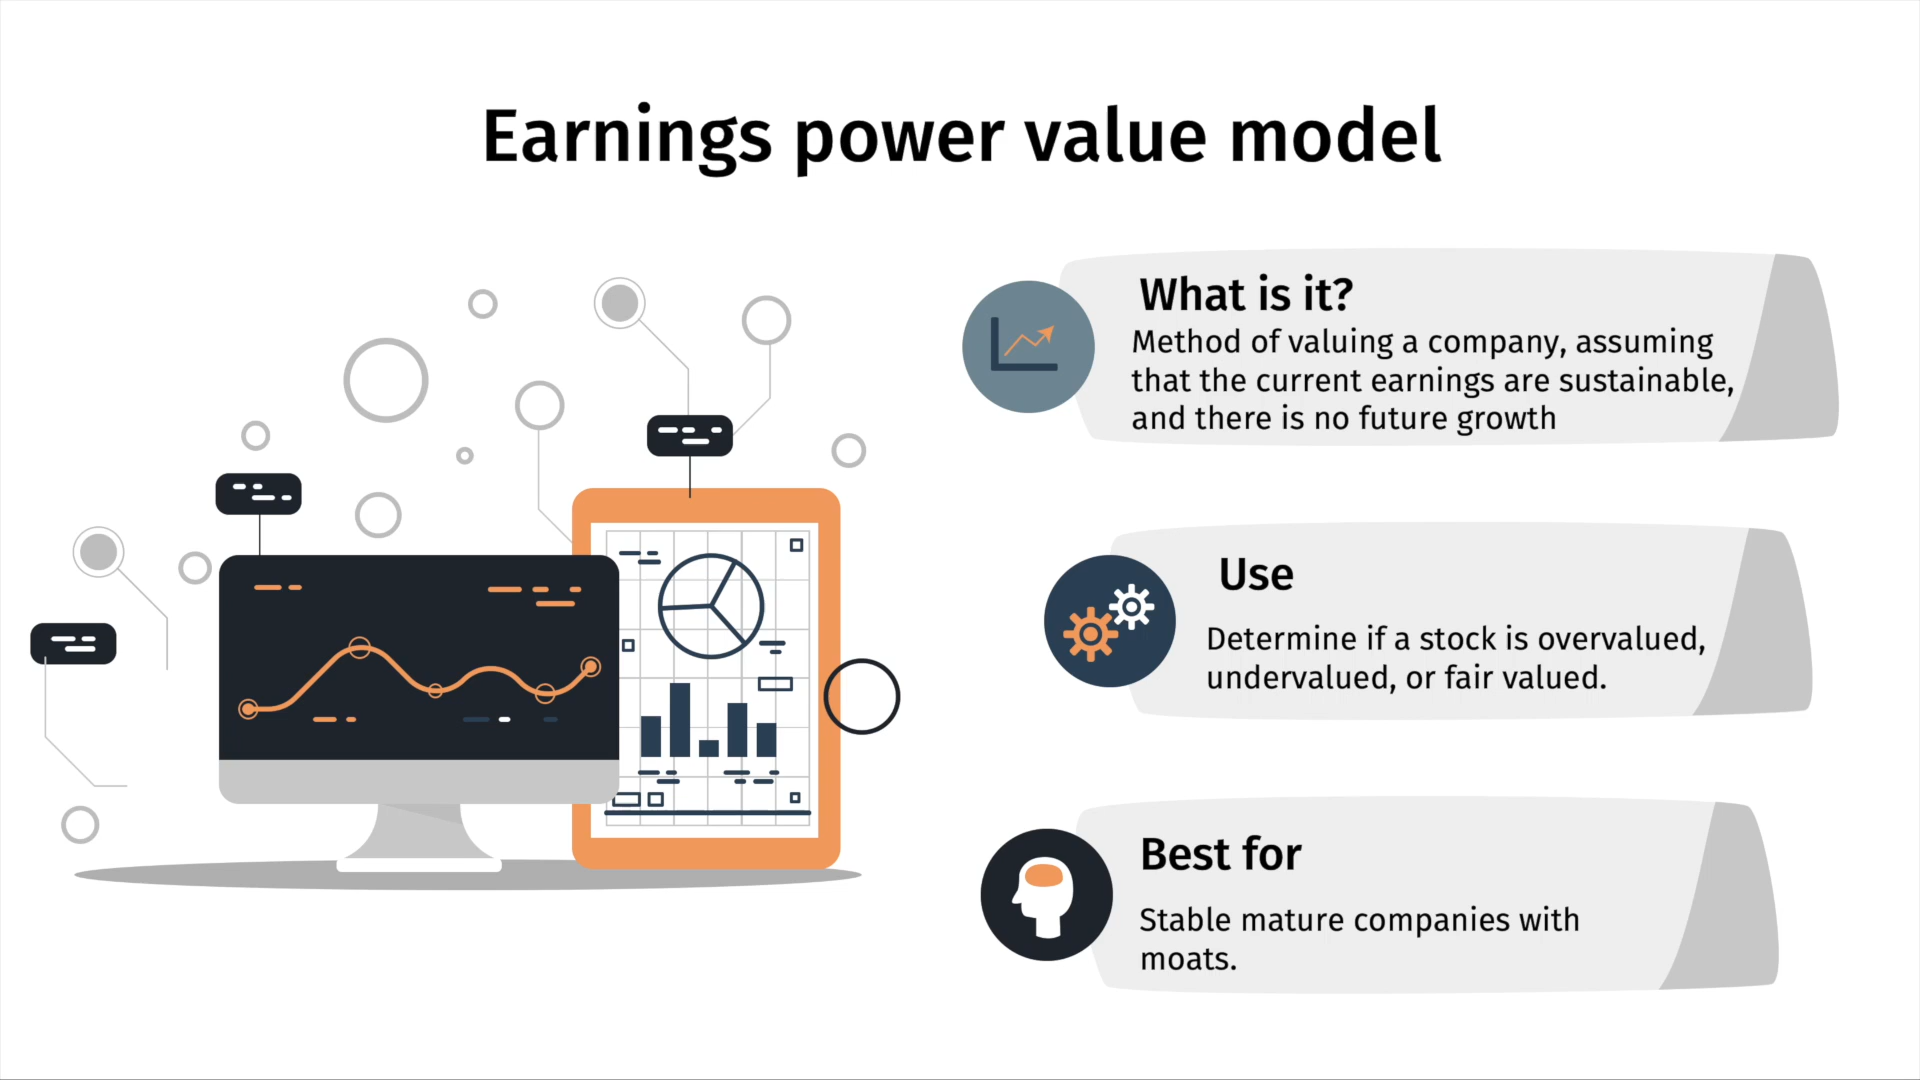 Earnings power value model
What is it?
Method of valuing a company, assuming
that the current earnings are sustainable,
and there is no future growth
Use
Determine if a stock is overvalued,
undervalued, or fair valued.
Best for
Stable mature companies with
moats.